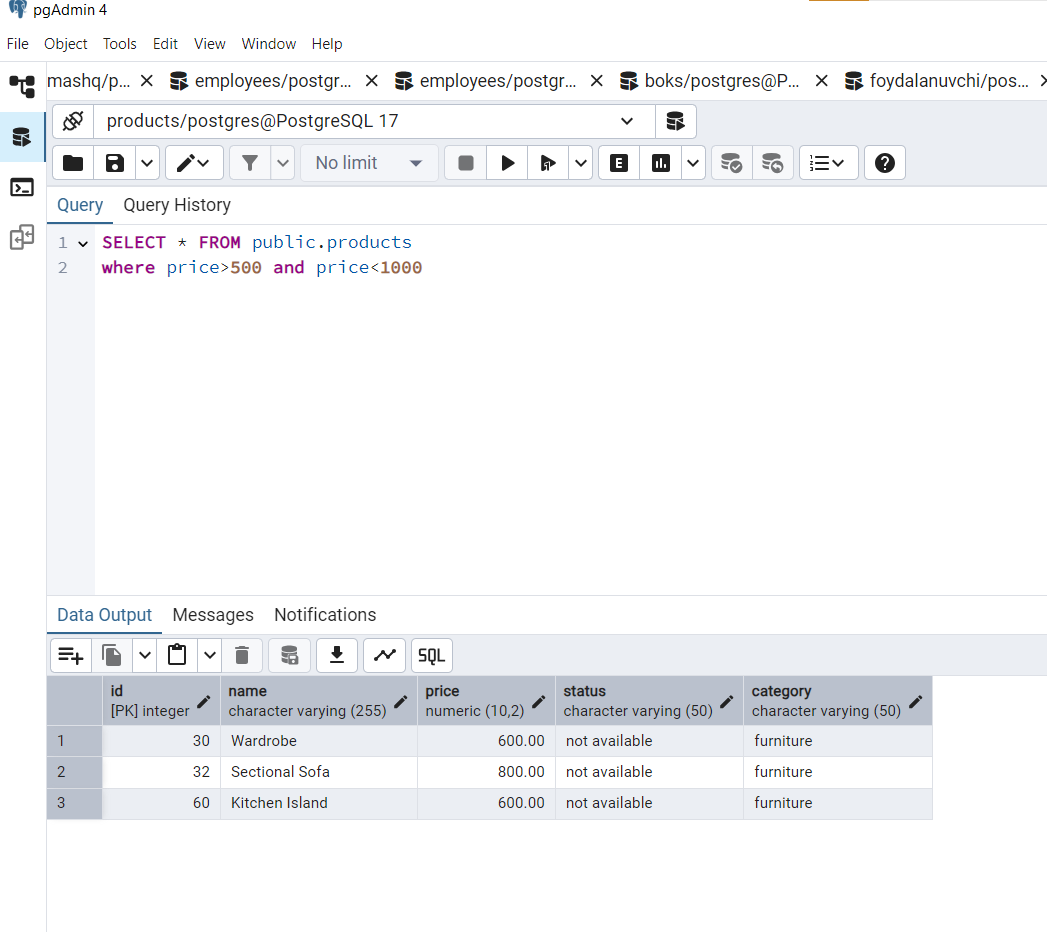 pgAdmin 4
File Object Tools Edit View Window Help
mashq/p... employees/postgr... employees/postgr... boks/postgres@P... foydalanuvchi/pos...
products/postgres@PostgreSQL 17
No limit
E
Query Query History
1 SELECT * FROM public.products
2 where price>500 and price<1000
Data Output Messages Notifications
SQL
id name price status category
[PK] integer character varying (255) numeric (10,2) character varying (50) character varying (50)
1 30 Wardrobe 600.00 not available furniture
2 32 Sectional Sofa 800.00 not available furniture
3 60 Kitchen Island 600.00 not available furniture